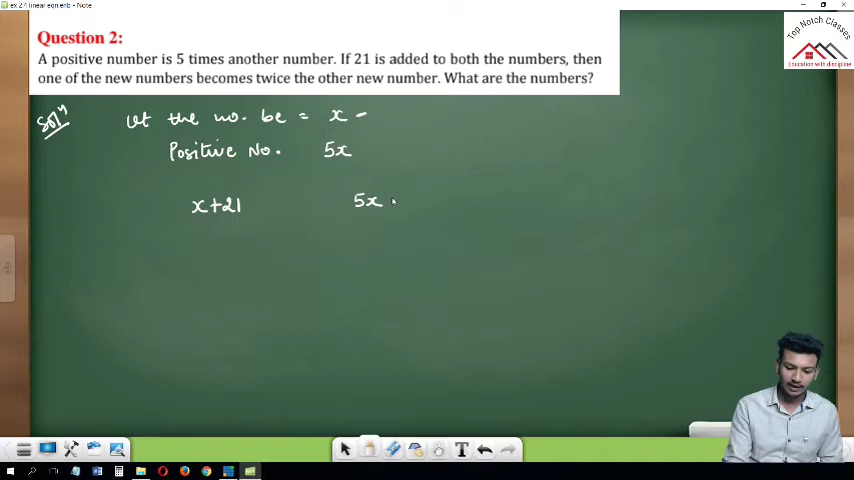 ex 2.4 linear eqn.enb - Note
Question 2:
A positive number is 5 times another number. If 21 is added to both the numbers, then
one of the new numbers becomes twice the other new number. What are the numbers?
Top Notch Classes
Education with discipline
Solⁿ Let the no. be = x -
Positive No. 5x
x+21 5x